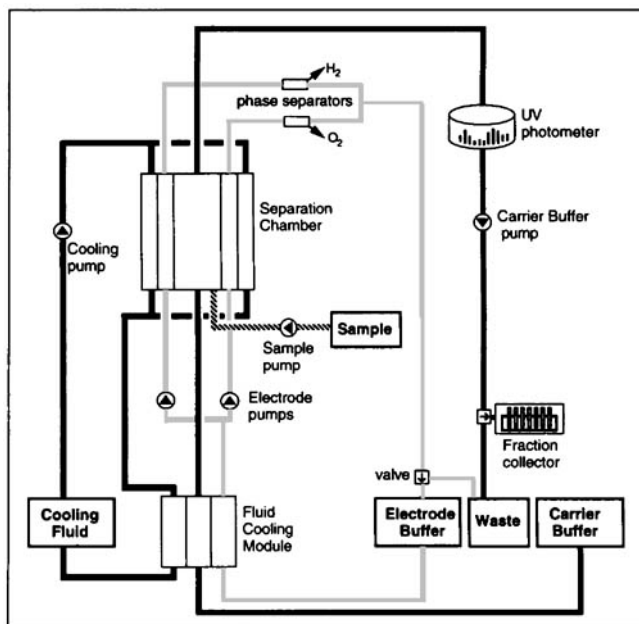 H2
phase separators
O2
UV
photometer
Separation
Chamber
Cooling
pump
Carrier Buffer
pump
Sample
Sample
pump
Electrode
pumps
Fraction
collector
valve
Cooling
Fluid
Fluid
Cooling
Module
Electrode
Buffer
Waste
Carrier
Buffer